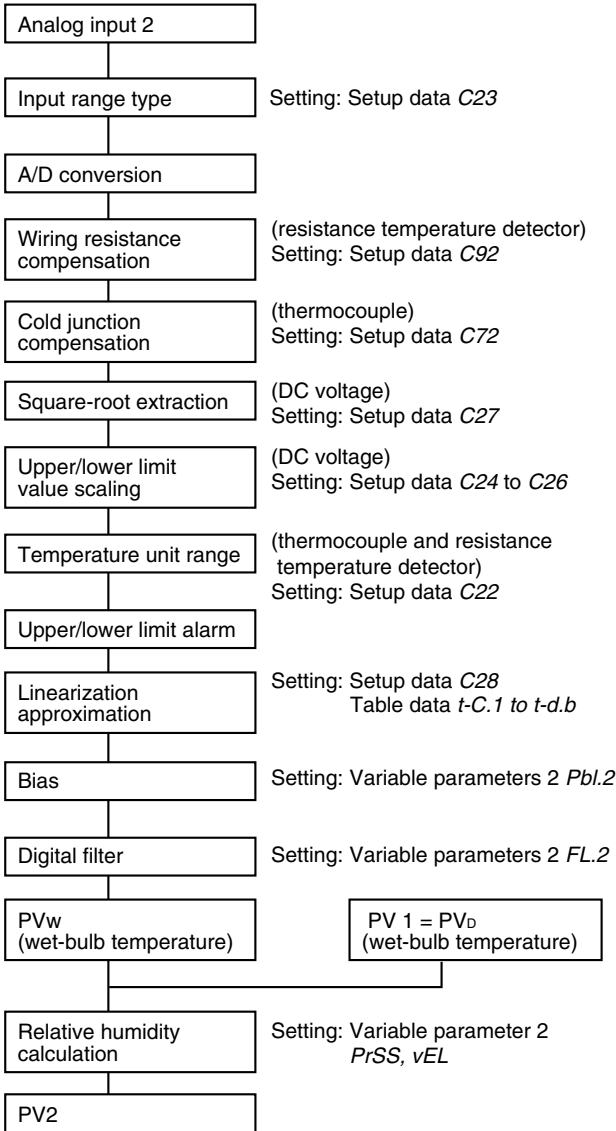 Analog input 2
Input range type
Setting: Setup data C23
A/D conversion
Wiring resistance
compensation
(resistance temperature detector)
Setting: Setup data C92
Cold junction
compensation
(thermocouple)
Setting: Setup data C72
Square-root extraction
(DC voltage)
Setting: Setup data C27
Upper/lower limit
value scaling
(DC voltage)
Setting: Setup data C24 to C26
Temperature unit range
(thermocouple and resistance
temperature detector)
Setting: Setup data C22
Upper/lower limit alarm
Linearization
approximation
Setting: Setup data C28
Table data t-C.1 to t-d.b
Bias
Setting: Variable parameters 2 PbI.2
Digital filter
Setting: Variable parameters 2 FL.2
PVw
(wet-bulb temperature)
PV 1 = PVD
(wet-bulb temperature)
Relative humidity
calculation
Setting: Variable parameter 2
PrSS, vEL
PV2